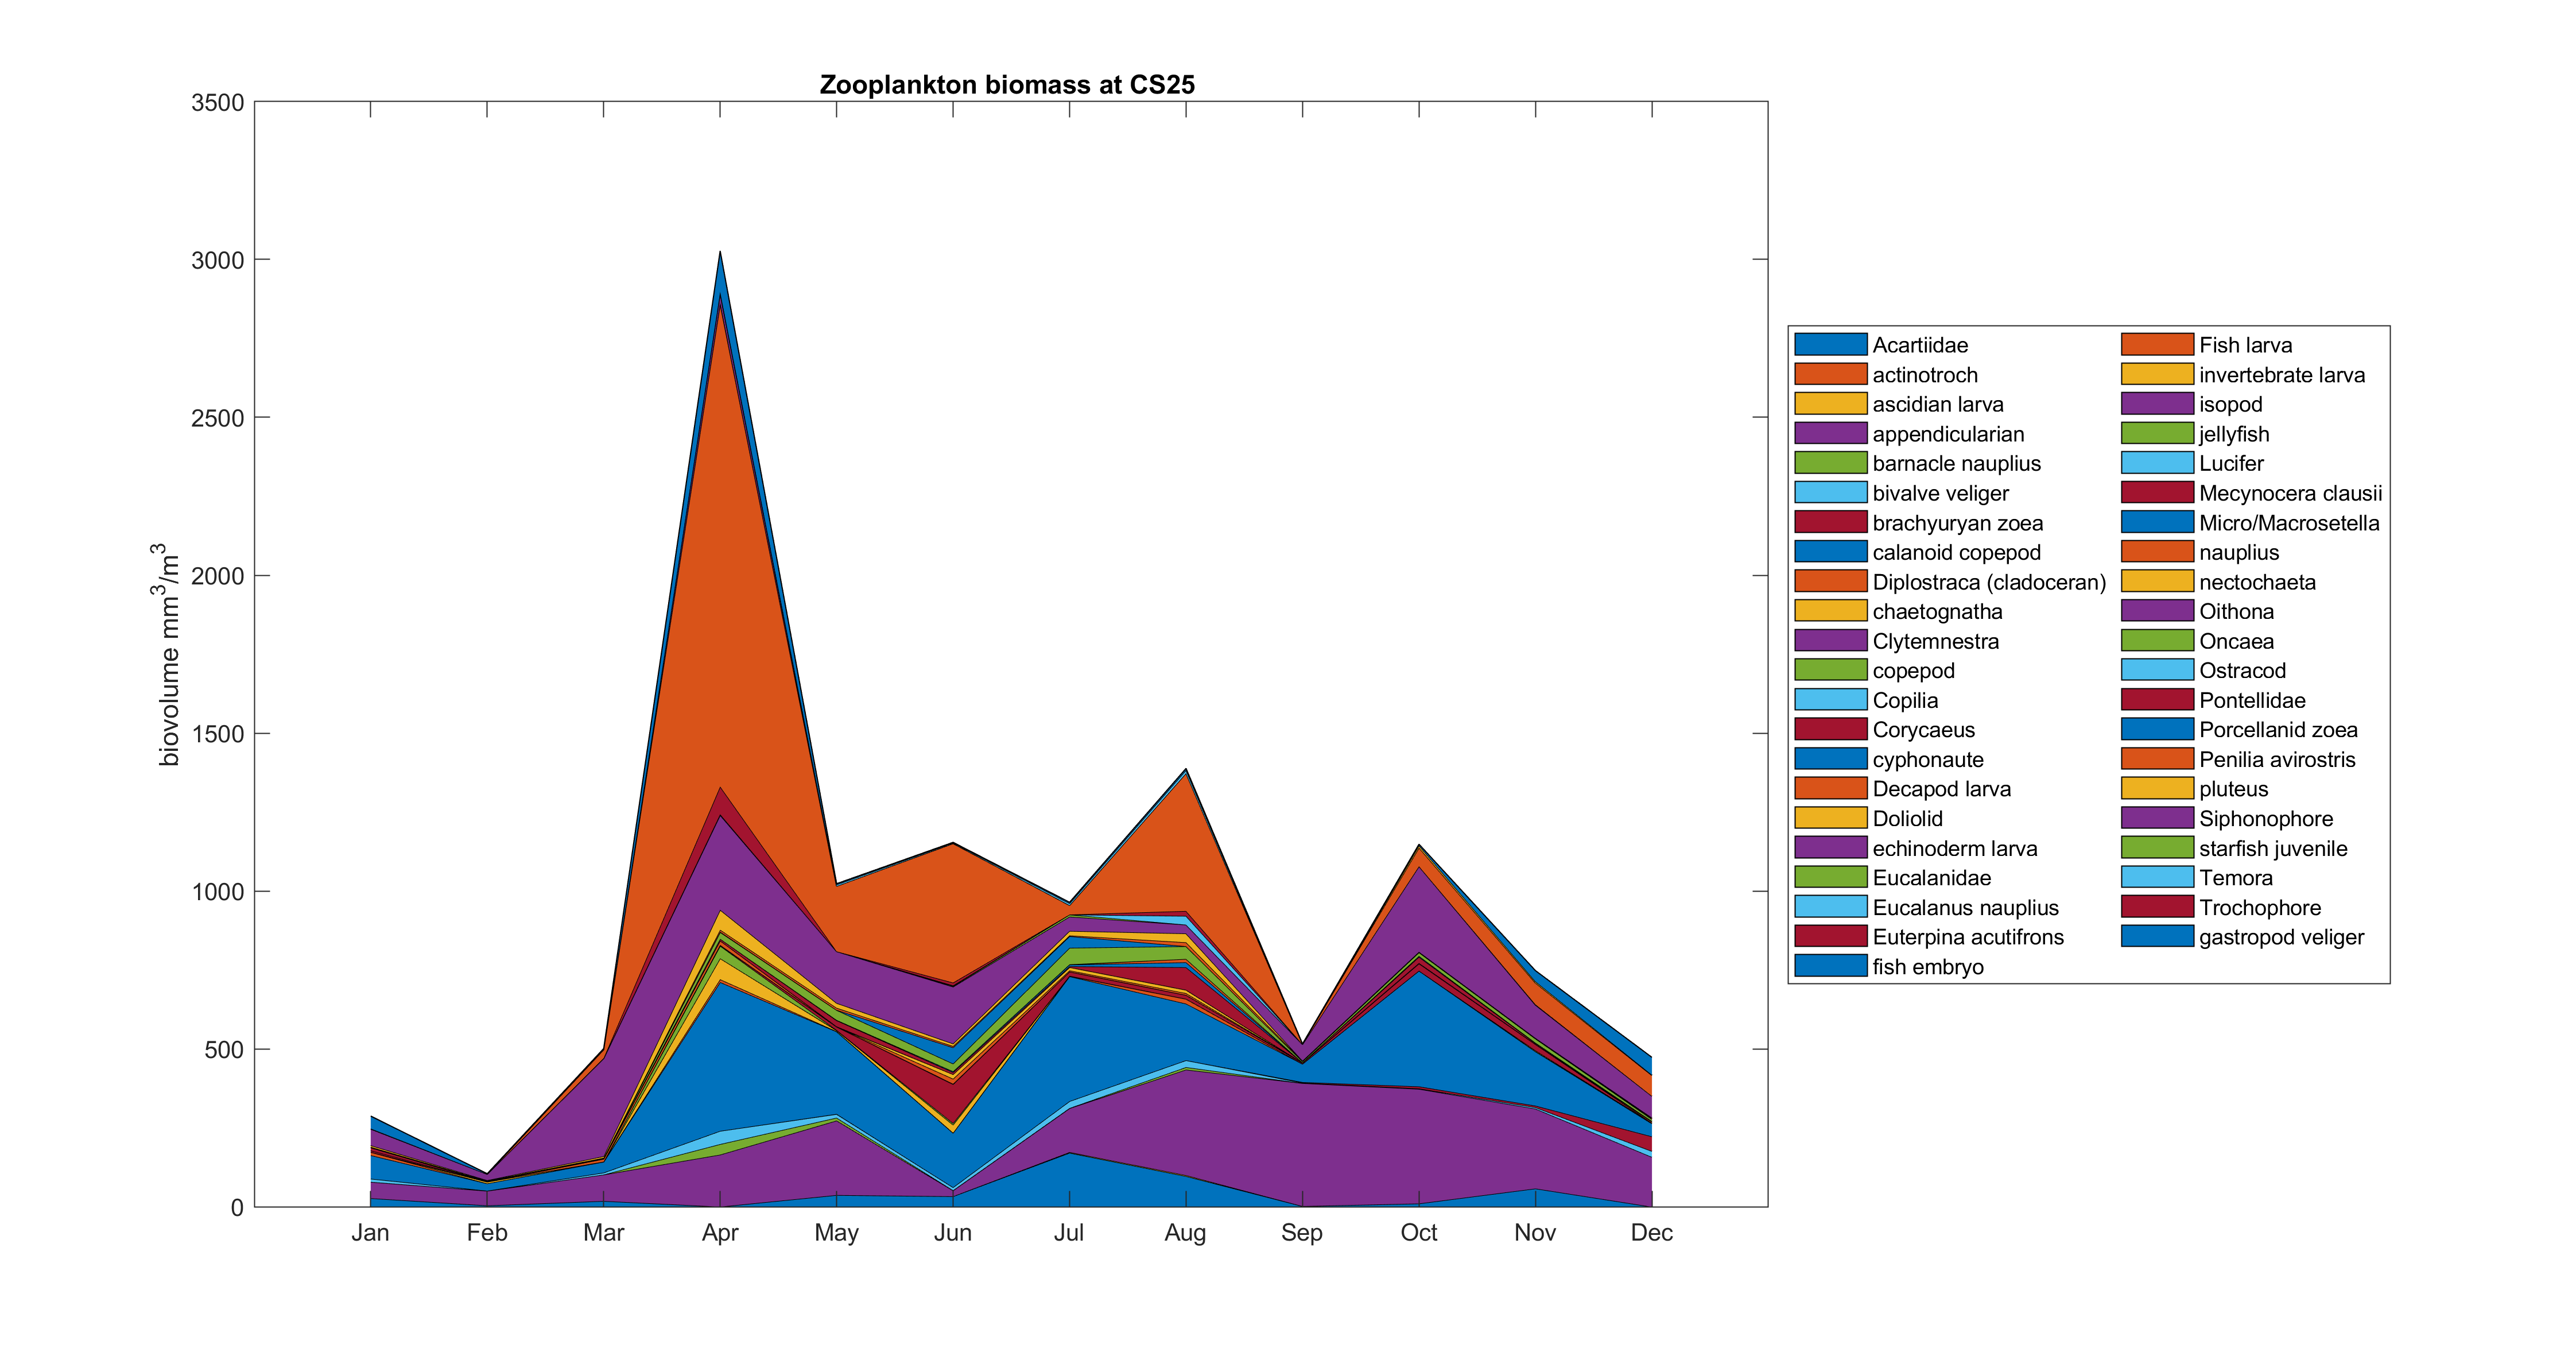 Zooplankton biomass at CS25
3500
3000
2500
2000
1500
1000
500
0
biovolume mm³/m³
Jan Feb Mar Apr May Jun Jul Aug Sep Oct Nov Dec
Acartiidae
actinotroch
ascidian larva
appendicularian
barnacle nauplius
bivalve veliger
brachyuryan zoea
calanoid copepod
Diplostraca (cladoceran)
chaetognatha
Clytemnestra
copepod
Copilia
Corycaeus
cyphonaute
Decapod larva
Doliolid
echinoderm larva
Eucalanidae
Eucalanus nauplius
Euterpina acutifrons
fish embryo
Fish larva
invertebrate larva
isopod
jellyfish
Lucifer
Mecynocera clausii
Micro/Macrosetella
nauplius
nectochaeta
Oithona
Oncaea
Ostracod
Pontellidae
Porcellanid zoea
Penilia avirostris
pluteus
Siphonophore
starfish juvenile
Temora
Trochophore
gastropod veliger